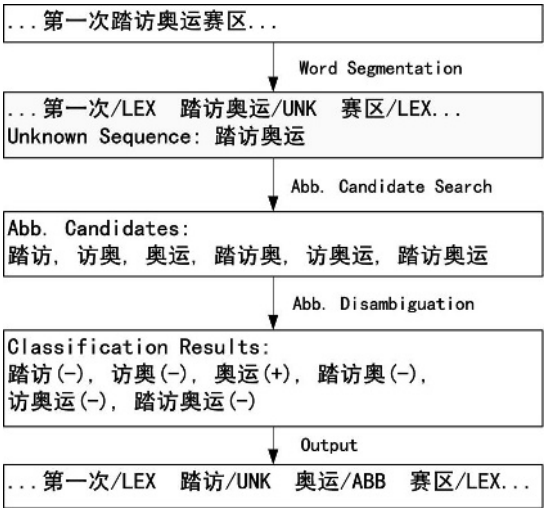 ...第一次踏访奥运赛区...
Word Segmentation
...第一次/LEX 踏访奥运/UNK 赛区/LEX...
Unknown Sequence: 踏访奥运
Abb. Candidate Search
Abb. Candidates:
踏访, 访奥, 奥运, 踏访奥, 访奥运, 踏访奥运
Abb. Disambiguation
Classification Results:
踏访(-), 访奥(-), 奥运(+), 踏访奥(-),
访奥运(-), 踏访奥运(-)
Output
...第一次/LEX 踏访/UNK 奥运/ABB 赛区/LEX...